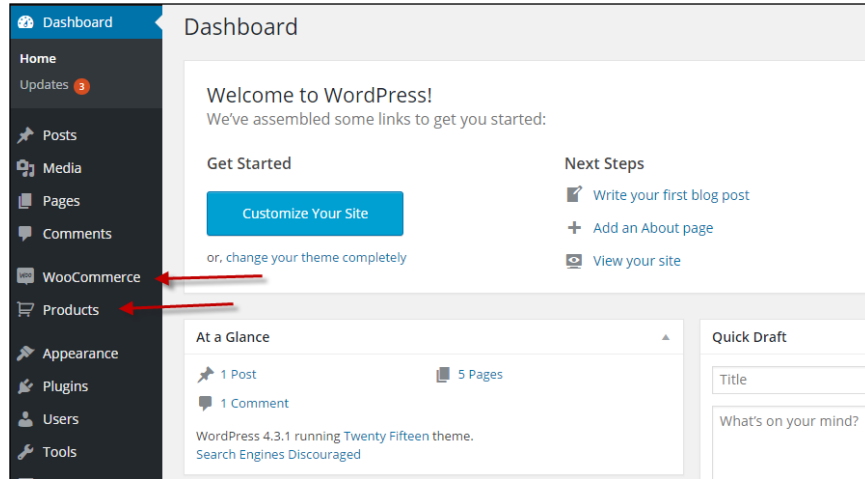 Dashboard
Home
Updates 3
Posts
Media
Pages
Comments
WooCommerce
Products
Appearance
Plugins
Users
Tools
Dashboard
Welcome to WordPress!
We've assembled some links to get you started:
Get Started
Customize Your Site
or, change your theme completely
Next Steps
Write your first blog post
Add an About page
View your site
At a Glance
1 Post
5 Pages
1 Comment
WordPress 4.3.1 running Twenty Fifteen theme.
Search Engines Discouraged
Quick Draft
Title
What's on your mind?